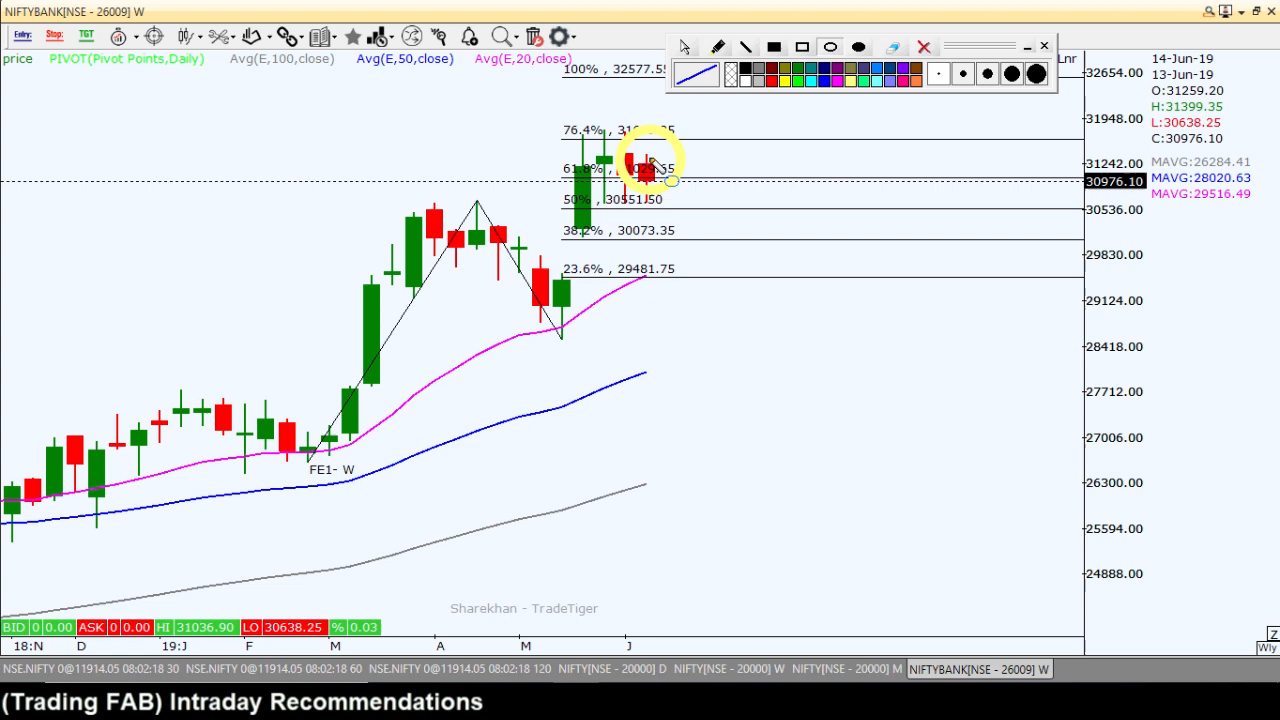 NIFTYBANK[NSE - 26009] W
Entry: Stop: TGT
price PIVOT(Pivot Points,Daily) Avg(E,100,close) Avg(E,50,close) Avg(E,20,close)
Lnr
14-Jun-19
13-Jun-19
O:31259.20
H:31399.35
L:30638.25
C:30976.10
MAVG:26284.41
MAVG:28020.63
MAVG:29516.49
100% , 32577.55
76.4% ,
61.8% ,
50% , 30551.50
38.2% , 30073.35
23.6% , 29481.75
32654.00
31948.00
31242.00
30976.10
30536.00
29830.00
29124.00
28418.00
27712.00
27006.00
26300.00
25594.00
24888.00
FE1- W
Sharekhan - TradeTiger
BID 0 0.00 ASK 0 0.00 HI 31036.90 LO 30638.25 % 0.03
18:N D 19:J F M A M J
Z
Wly
NSE.NIFTY 0@11914.05 08:02:18 30 NSE.NIFTY 0@11914.05 08:02:18 60 NSE.NIFTY 0@11914.05 08:02:18 120 NIFTY[NSE - 20000] D NIFTY[NSE - 20000] W NIFTY[NSE - 20000] M NIFTYBANK[NSE - 26009] W
(Trading FAB) Intraday Recommendations